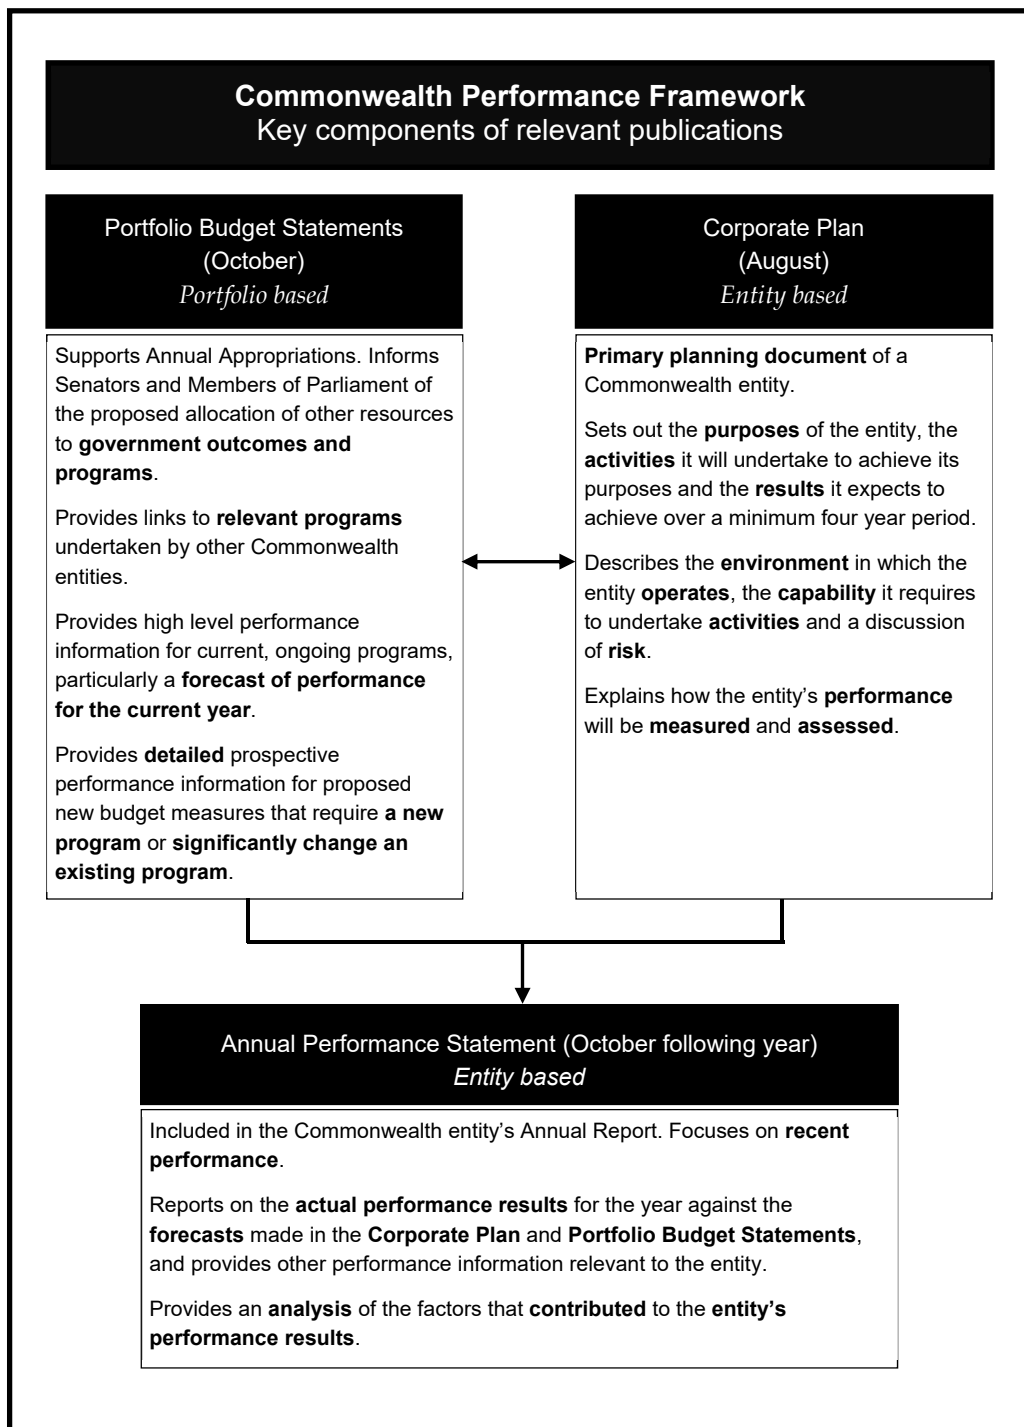 Commonwealth Performance Framework
Key components of relevant publications
Portfolio Budget Statements
(October)
Portfolio based
Supports Annual Appropriations. Informs
Senators and Members of Parliament of
the proposed allocation of other resources
to government outcomes and
programs.
Provides links to relevant programs
undertaken by other Commonwealth
entities.
Provides high level performance
information for current, ongoing programs,
particularly a forecast of performance
for the current year.
Provides detailed prospective
performance information for proposed
new budget measures that require a new
program or significantly change an
existing program.
Corporate Plan
(August)
Entity based
Primary planning document of a
Commonwealth entity.
Sets out the purposes of the entity, the
activities it will undertake to achieve its
purposes and the results it expects to
achieve over a minimum four year period.
Describes the environment in which the
entity operates, the capability it requires
to undertake activities and a discussion
of risk.
Explains how the entity’s performance
will be measured and assessed.
Annual Performance Statement (October following year)
Entity based
Included in the Commonwealth entity’s Annual Report. Focuses on recent
performance.
Reports on the actual performance results for the year against the
forecasts made in the Corporate Plan and Portfolio Budget Statements,
and provides other performance information relevant to the entity.
Provides an analysis of the factors that contributed to the entity’s
performance results.